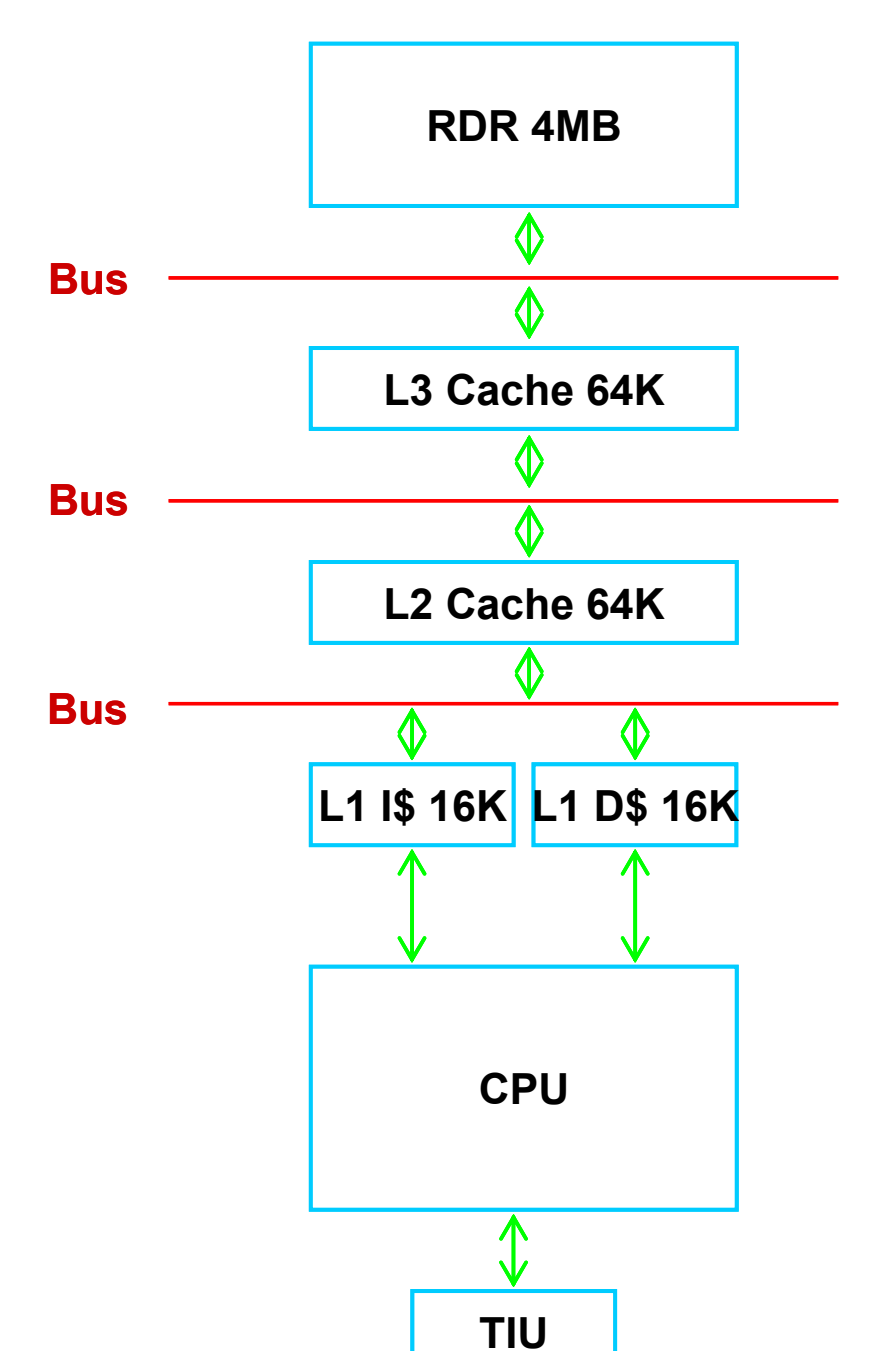 RDR 4MB
Bus
L3 Cache 64K
Bus
L2 Cache 64K
Bus
L1 I$ 16K
L1 D$ 16K
CPU
TIU